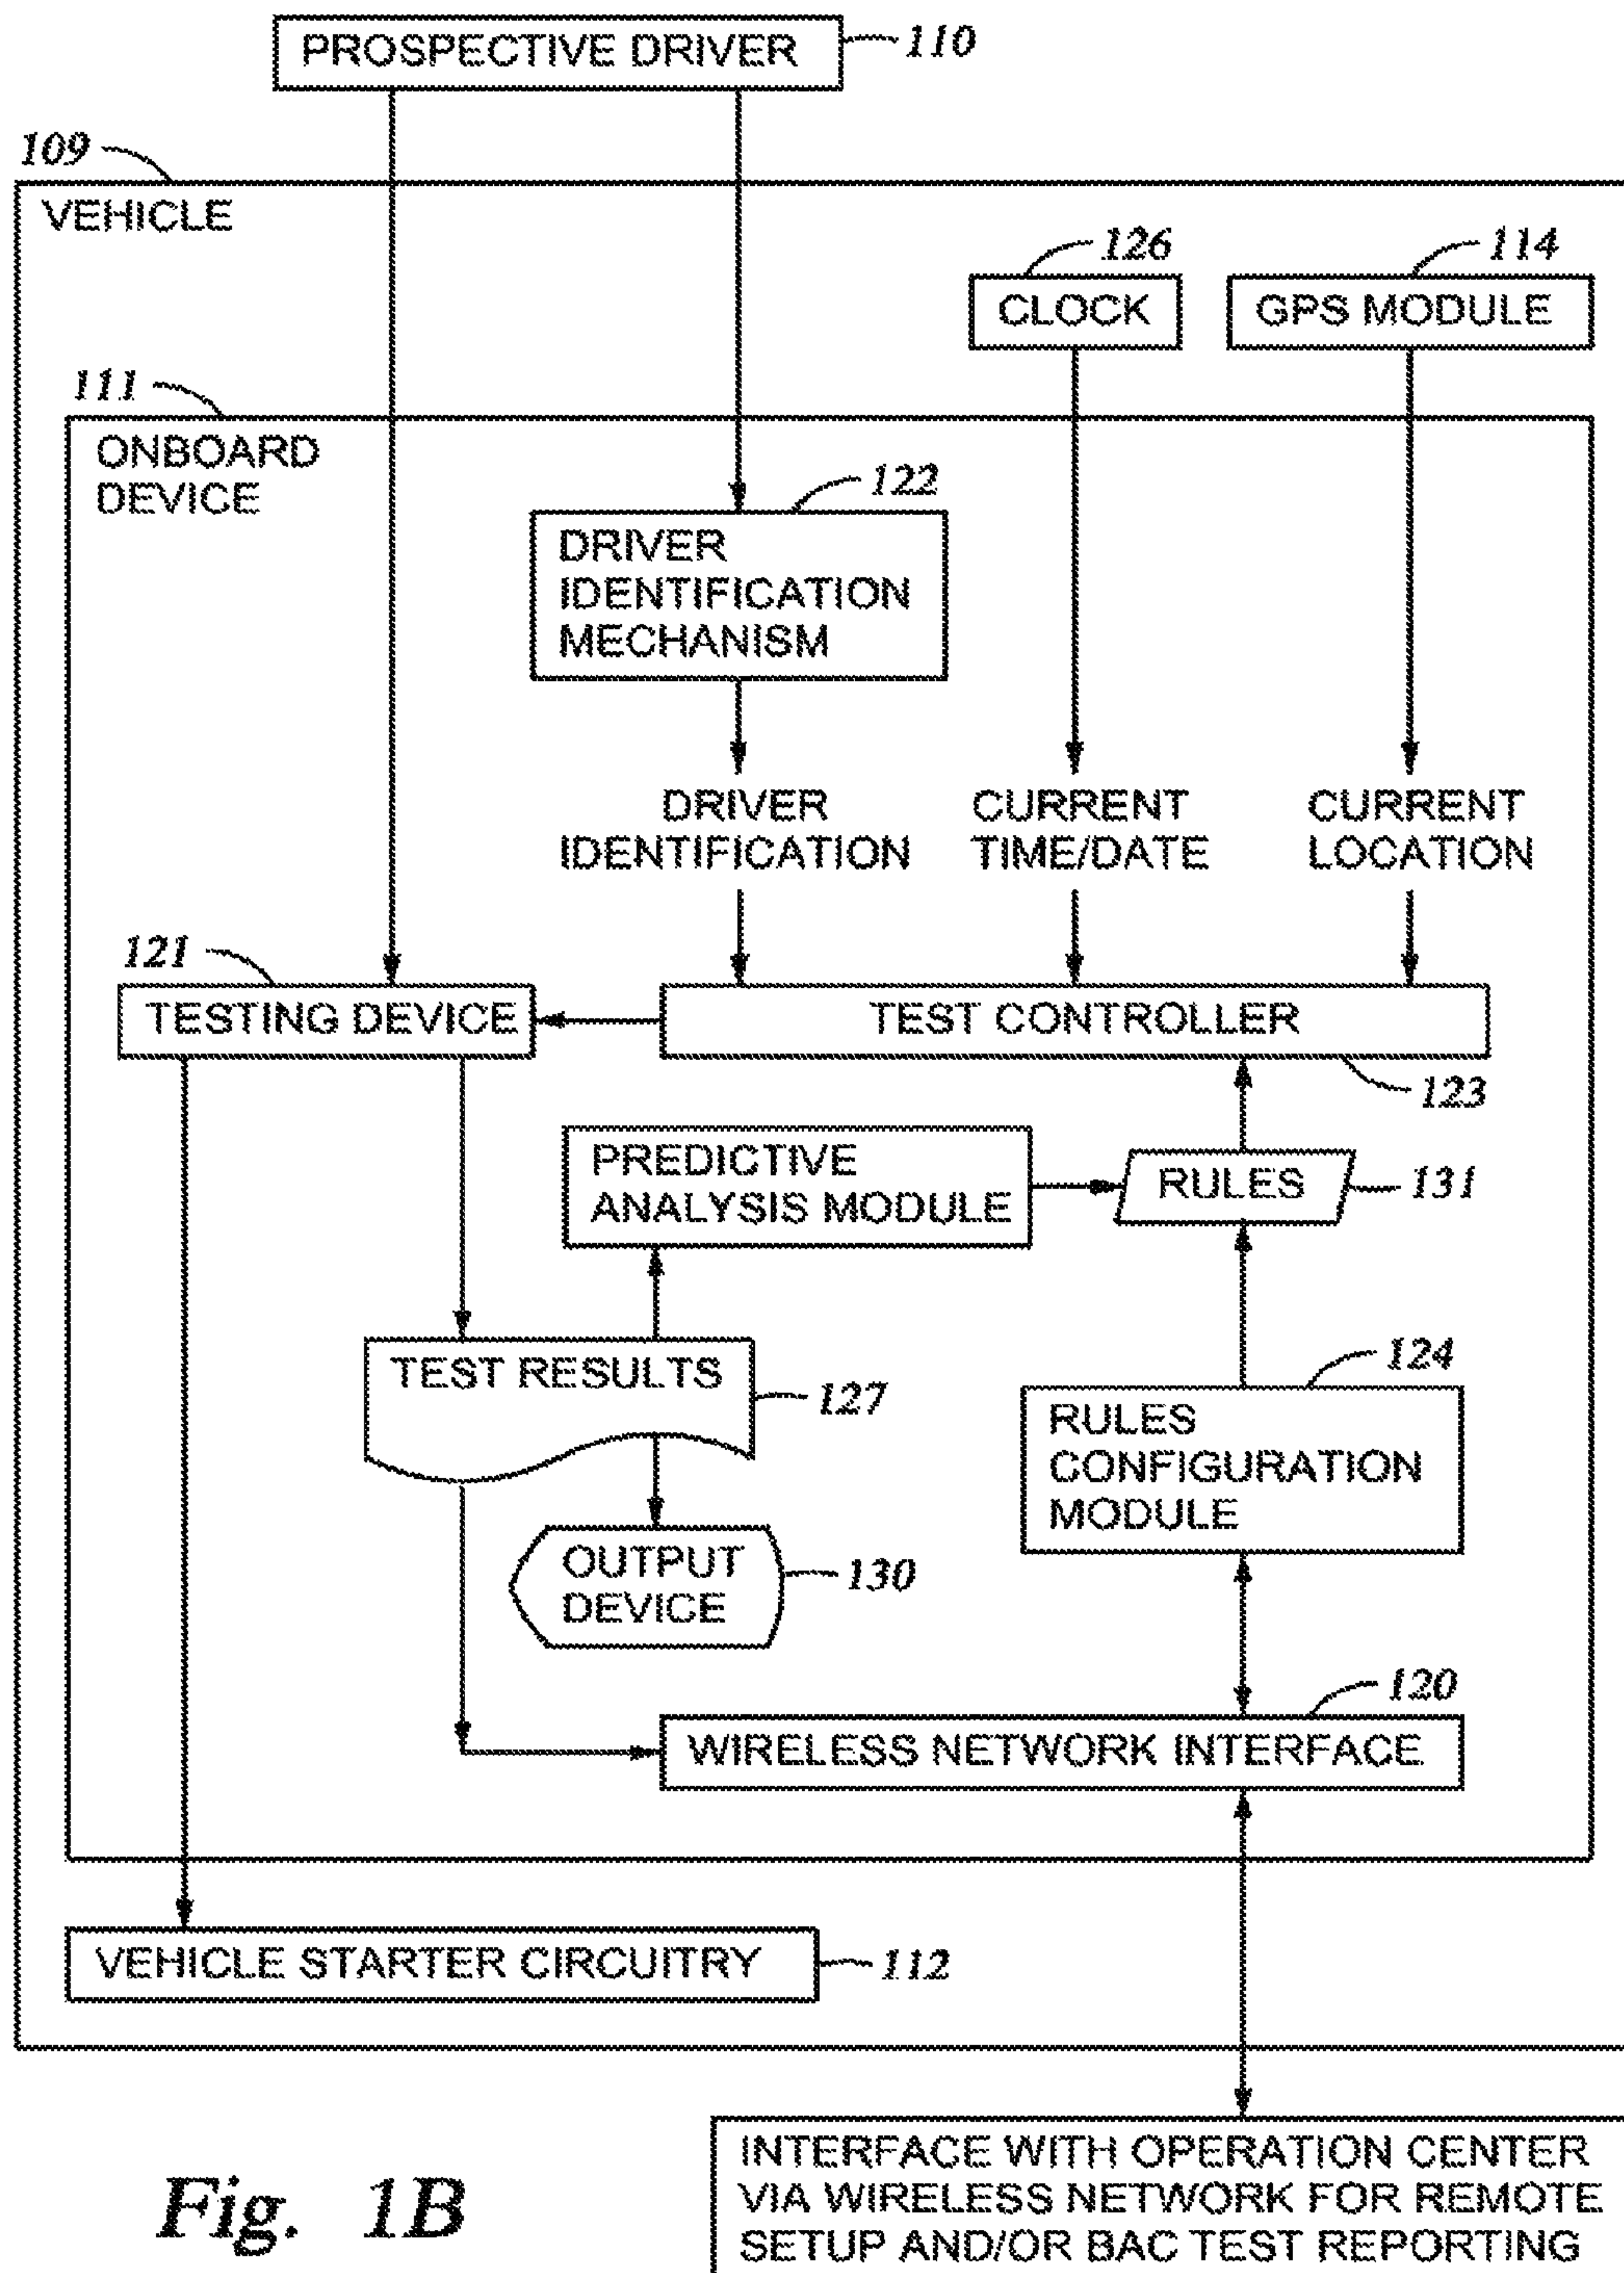 PROSPECTIVE DRIVER
110
109
VEHICLE
126
114
CLOCK
GPS MODULE
111
ONBOARD
DEVICE
122
DRIVER
IDENTIFICATION
MECHANISM
DRIVER
IDENTIFICATION
CURRENT
TIME/DATE
CURRENT
LOCATION
121
TESTING DEVICE
TEST CONTROLLER
123
PREDICTIVE
ANALYSIS MODULE
RULES
131
TEST RESULTS
127
124
RULES
CONFIGURATION
MODULE
OUTPUT
DEVICE
130
120
WIRELESS NETWORK INTERFACE
VEHICLE STARTER CIRCUITRY
112
INTERFACE WITH OPERATION CENTER
VIA WIRELESS NETWORK FOR REMOTE
SETUP AND/OR BAC TEST REPORTING
Fig. 1B